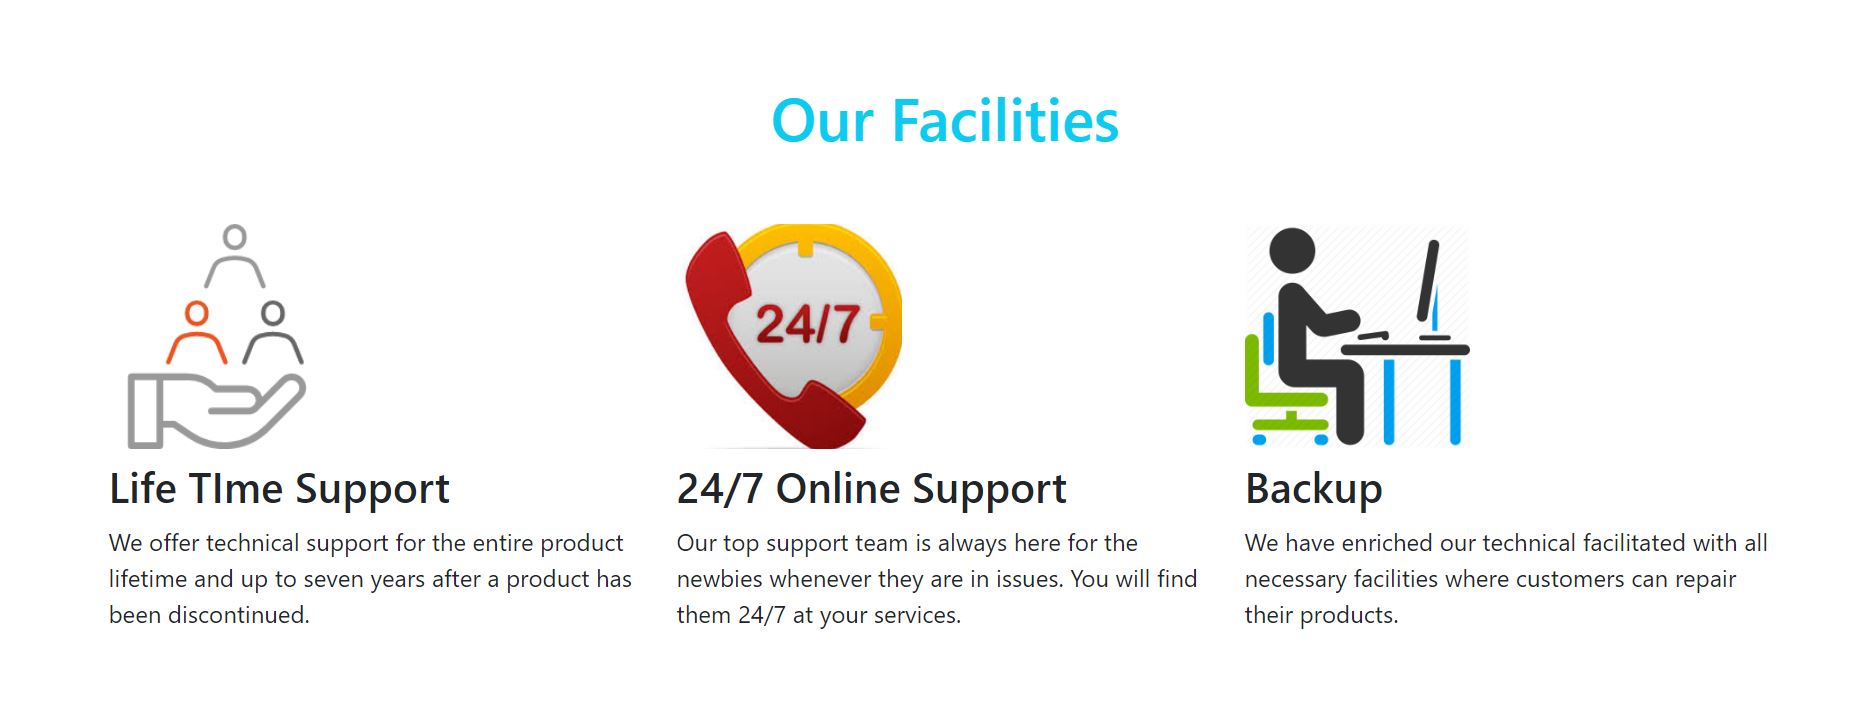 Our Facilities
24/7
Life TIme Support
We offer technical support for the entire product
lifetime and up to seven years after a product has
been discontinued.
24/7 Online Support
Our top support team is always here for the
newbies whenever they are in issues. You will find
them 24/7 at your services.
Backup
We have enriched our technical facilitated with all
necessary facilities where customers can repair
their products.